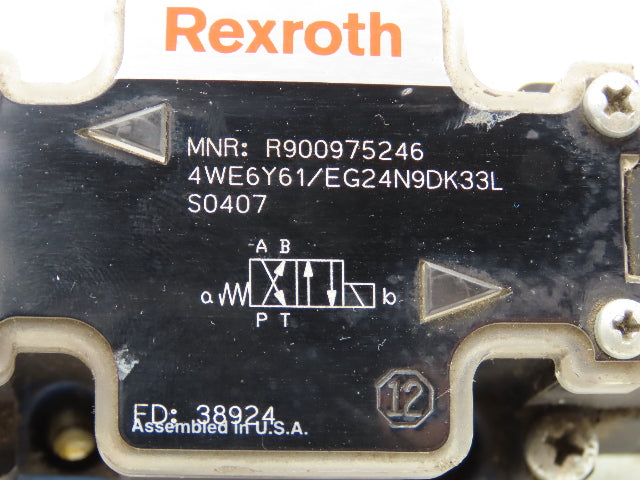 Rexroth
MNR: R900975246
4WE6Y61/EG24N9DK33L
S0407
A B
a b
P T
12
FD: 38924
Assembled in U.S.A.